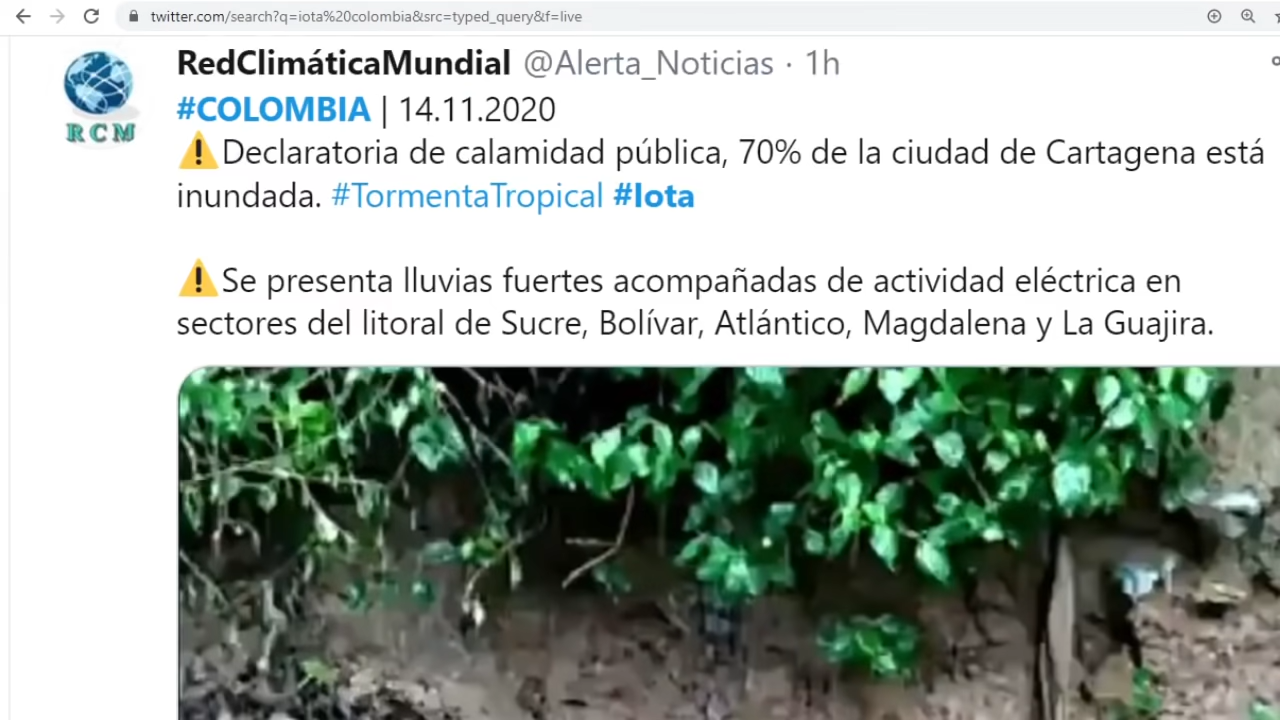 twitter.com/search?q=iota%20colombia&src=typed_query&f=live
RedClimáticaMundial @Alerta_Noticias · 1h
#COLOMBIA | 14.11.2020
⚠Declaratoria de calamidad pública, 70% de la ciudad de Cartagena está
inundada. #TormentaTropical #Iota
⚠Se presenta lluvias fuertes acompañadas de actividad eléctrica en
sectores del litoral de Sucre, Bolívar, Atlántico, Magdalena y La Guajira.
RCM